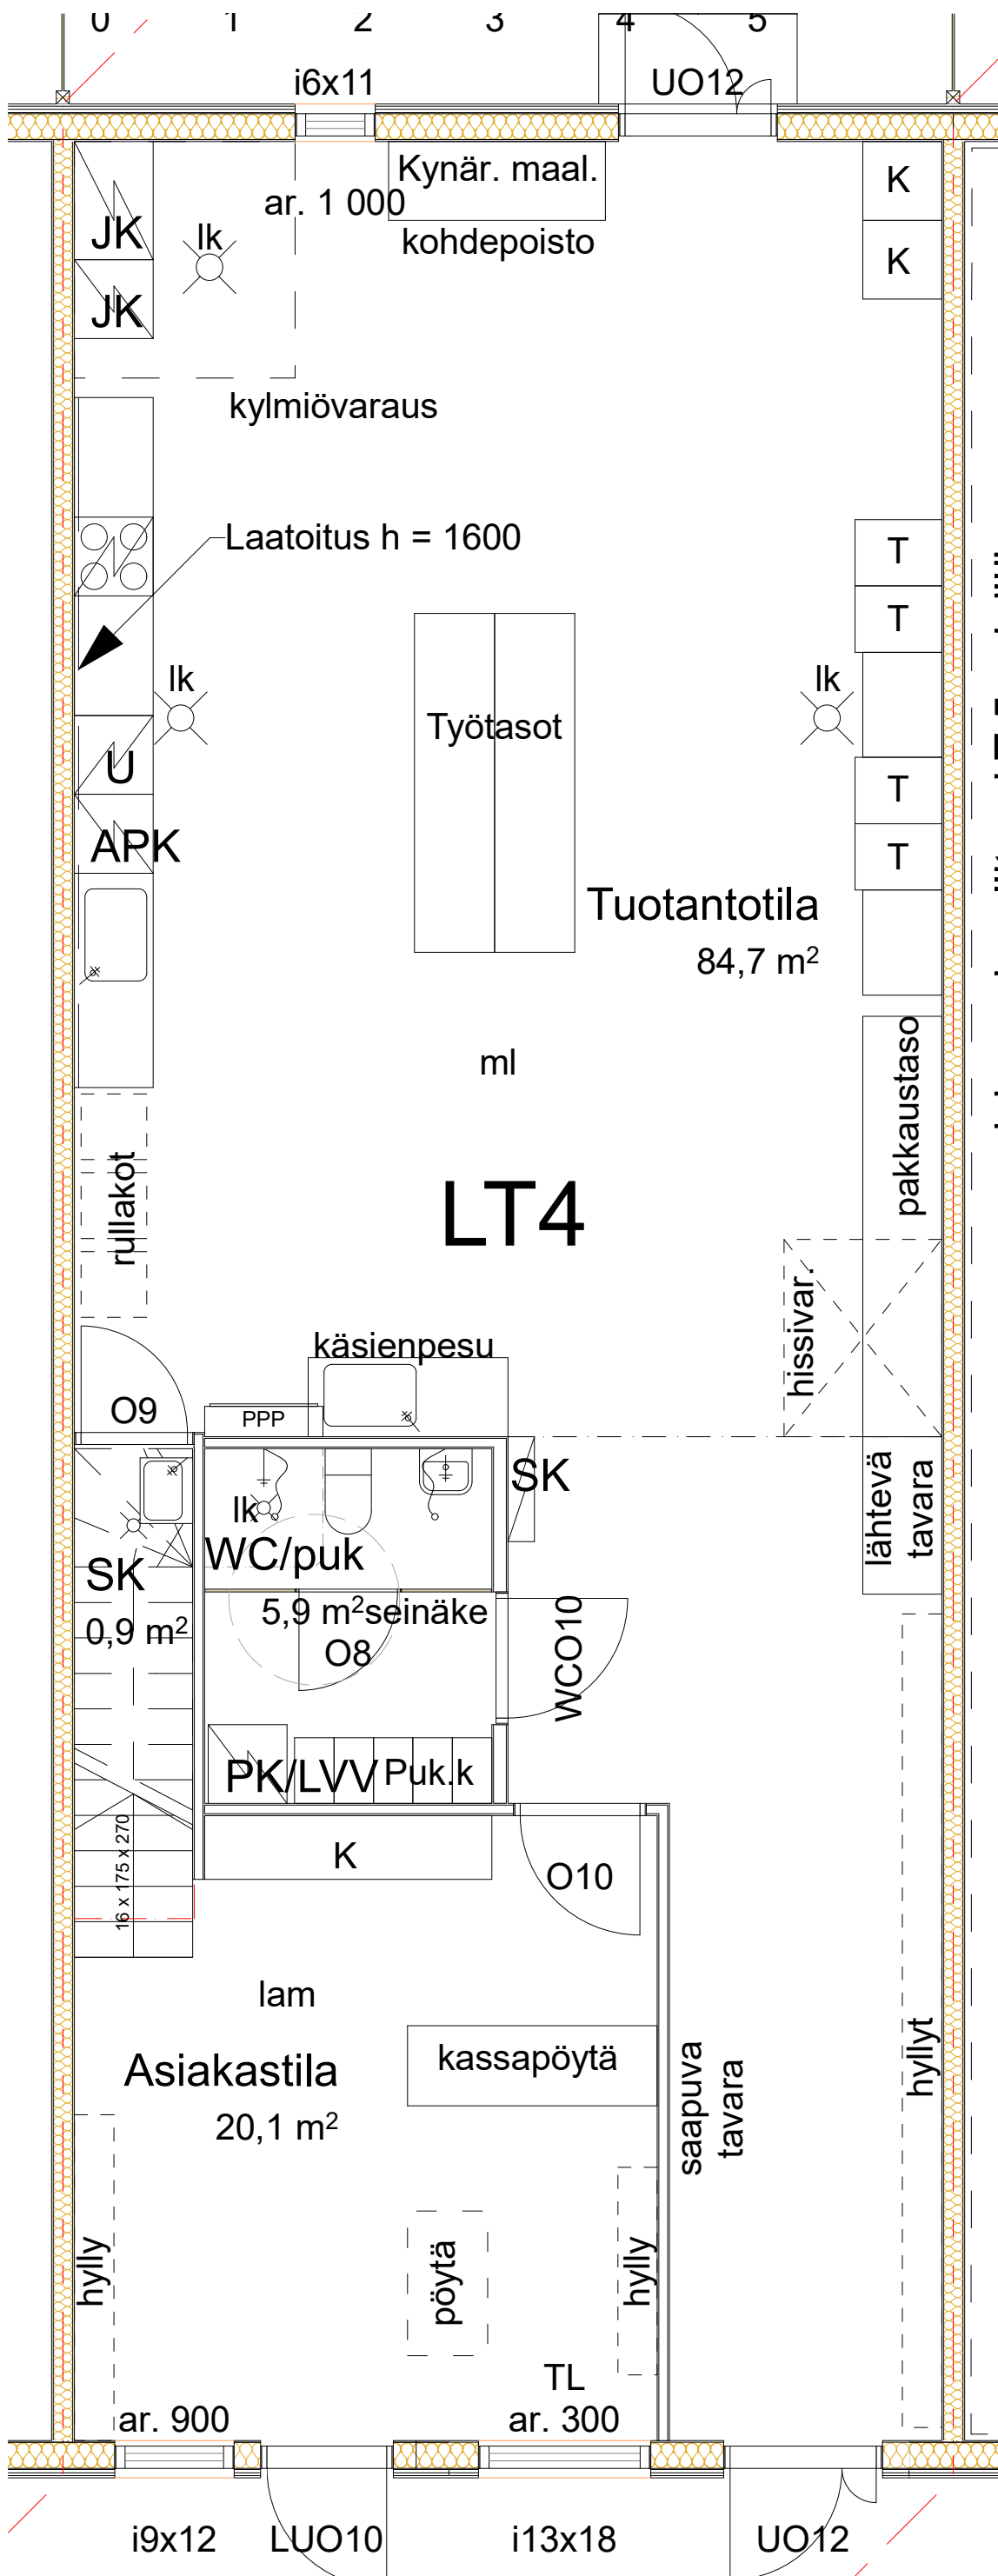 0 1 2 3 4 5
i6x11
UO12
Kynär. maal.
K
ar. 1 000
JK
lk
kohdepoisto
K
JK
kylmiövaraus
Laatoitus h = 1600
T
T
lk
lk
Työtasot
U
T
APK
T
Tuotantotila
84,7 m²
ml
pakkaustaso
rullakot
LT4
hissivar.
käsienpesu
O9
PPP
SK
lähtevä
tavara
lk
WC/puk
SK
5,9 m² seinäke
0,9 m²
O8
WCO10
PK/LVV
Puk.k
K
O10
16 x 175 x 270
lam
kassapöytä
Asiakastila
20,1 m²
saapuva
tavara
hyllyt
hylly
pöytä
hylly
TL
ar. 900
ar. 300
i9x12
LUO10
i13x18
UO12